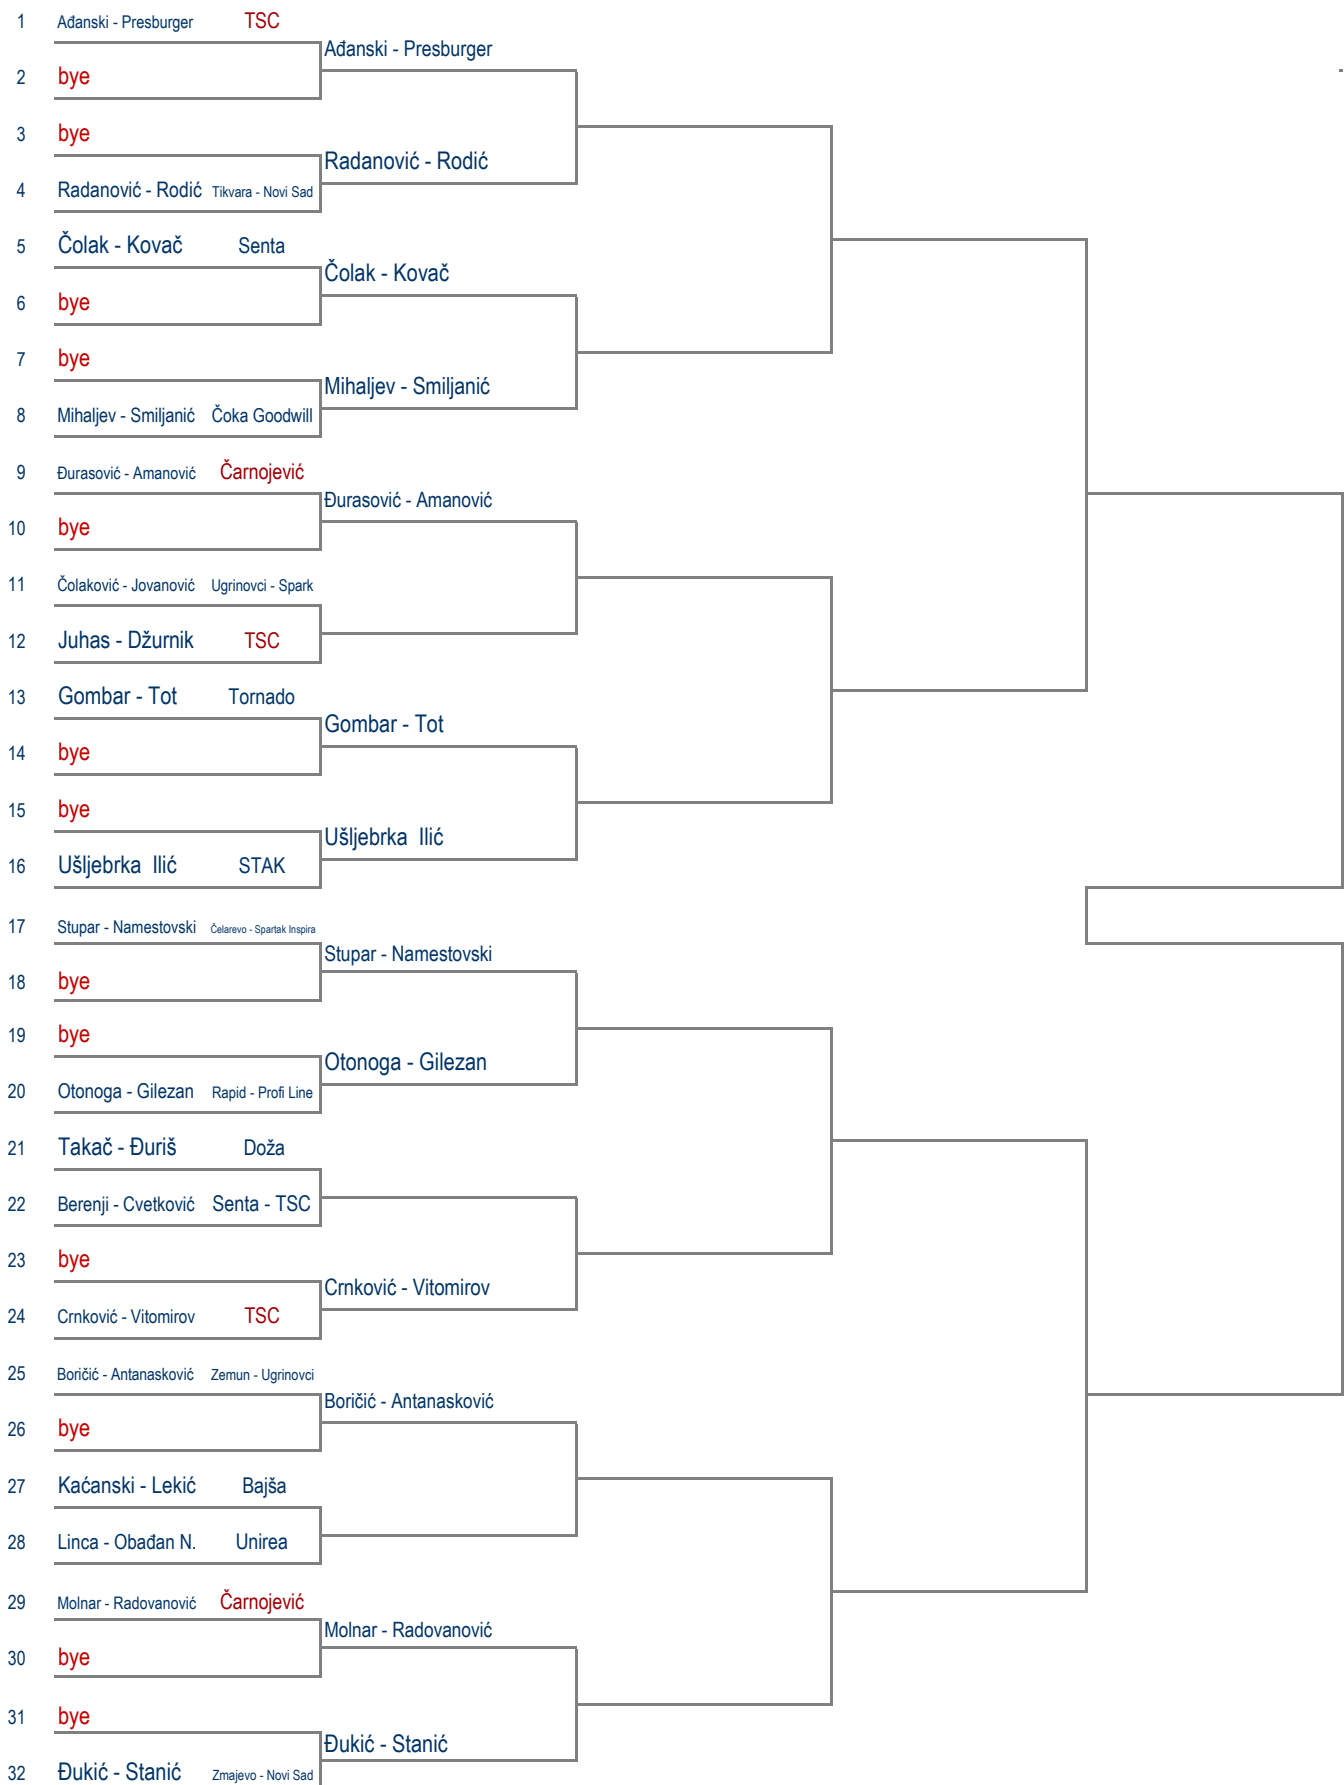 1 Ađanski - Presburger TSC
Ađanski - Presburger
2 bye
3 bye
Radanović - Rodić
4 Radanović - Rodić Tikvara - Novi Sad
5 Čolak - Kovač Senta
Čolak - Kovač
6 bye
7 bye
Mihaljev - Smiljanić
8 Mihaljev - Smiljanić Čoka Goodwill
9 Đurasović - Amanović Čarnojević
Đurasović - Amanović
10 bye
11 Čolaković - Jovanović Ugrinovci - Spark
12 Juhas - Džurnik TSC
13 Gombar - Tot Tornado
Gombar - Tot
14 bye
15 bye
Ušljebrka Ilić
16 Ušljebrka Ilić STAK
17 Stupar - Namestovski Čelarevo - Spartak Inspira
Stupar - Namestovski
18 bye
19 bye
Otonoga - Gilezan
20 Otonoga - Gilezan Rapid - Profi Line
21 Takač - Đuriš Doža
22 Berenji - Cvetković Senta - TSC
23 bye
Crnković - Vitomirov
24 Crnković - Vitomirov TSC
25 Boričić - Antanasković Zemun - Ugrinovci
Boričić - Antanasković
26 bye
27 Kaćanski - Lekić Bajša
28 Linca - Obađan N. Unirea
29 Molnar - Radovanović Čarnojević
Molnar - Radovanović
30 bye
31 bye
Đukić - Stanić
32 Đukić - Stanić Zmajevo - Novi Sad